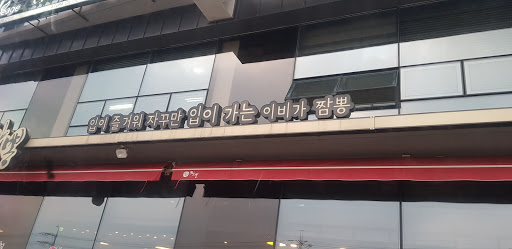 입이 즐거워 자꾸만 입이 가는 이비가 짬뽕